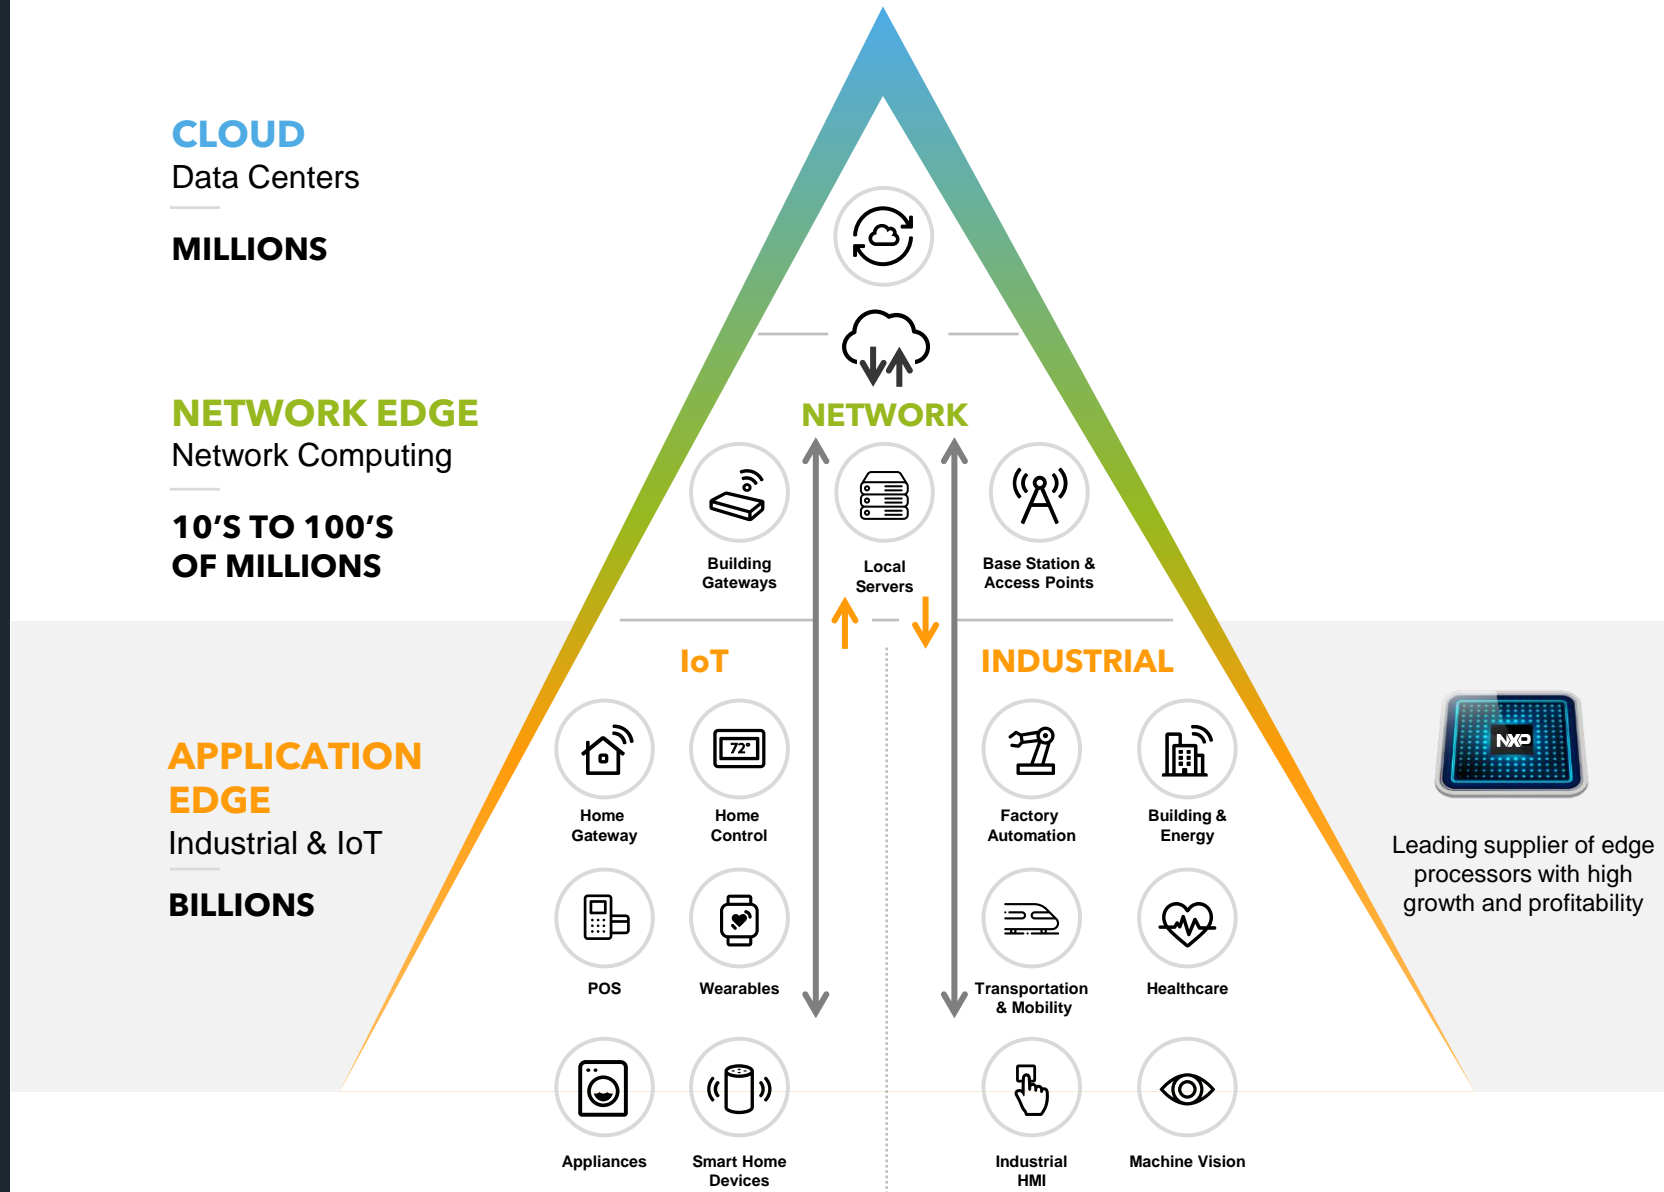 CLOUD
Data Centers
MILLIONS
NETWORK EDGE
Network Computing
10’S TO 100’S
OF MILLIONS
NETWORK
Building
Gateways
Local
Servers
Base Station &
Access Points
APPLICATION
EDGE
Industrial & IoT
BILLIONS
IoT
72°
Home
Gateway
Home
Control
POS
Wearables
Appliances
Smart Home
Devices
INDUSTRIAL
Factory
Automation
Building &
Energy
Transportation
& Mobility
Healthcare
Industrial
HMI
Machine Vision
NXP
Leading supplier of edge
processors with high
growth and profitability